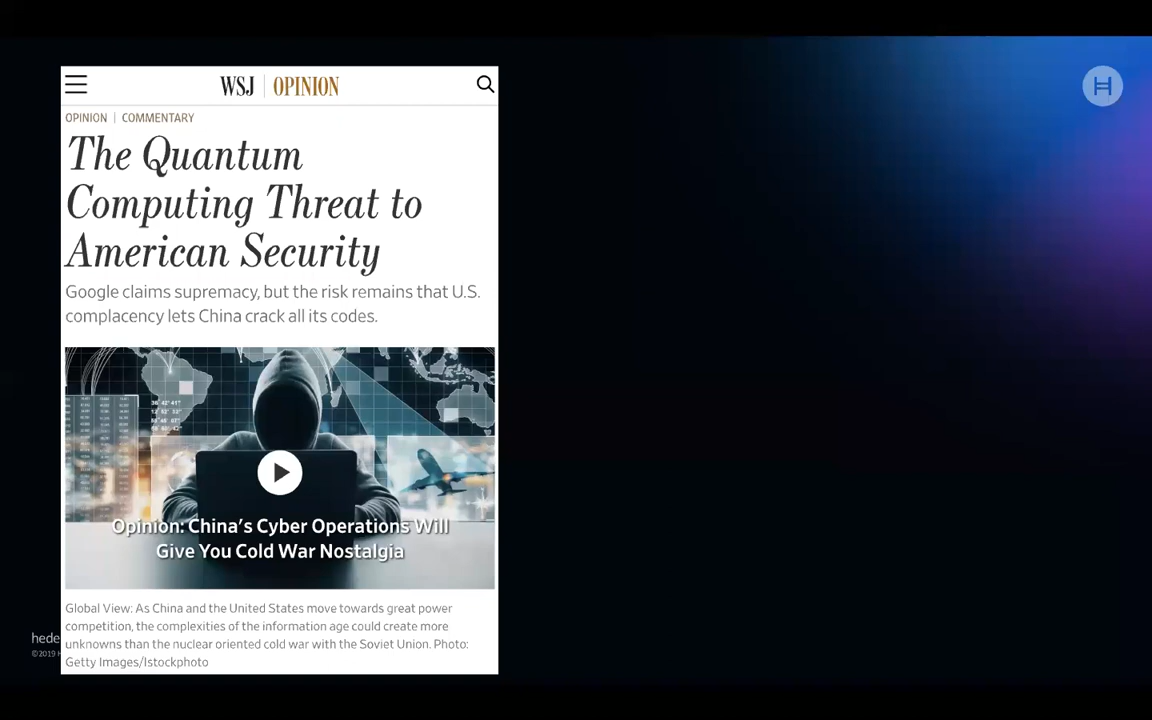 WSJ | OPINION
OPINION | COMMENTARY
The Quantum
Computing Threat to
American Security
Google claims supremacy, but the risk remains that U.S.
complacency lets China crack all its codes.
Opinion: China's Cyber Operations Will
Give You Cold War Nostalgia
Global View: As China and the United States move towards great power
competition, the complexities of the information age could create more
unknowns than the nuclear oriented cold war with the Soviet Union. Photo:
Getty Images/Istockphoto
hede
©2019 H